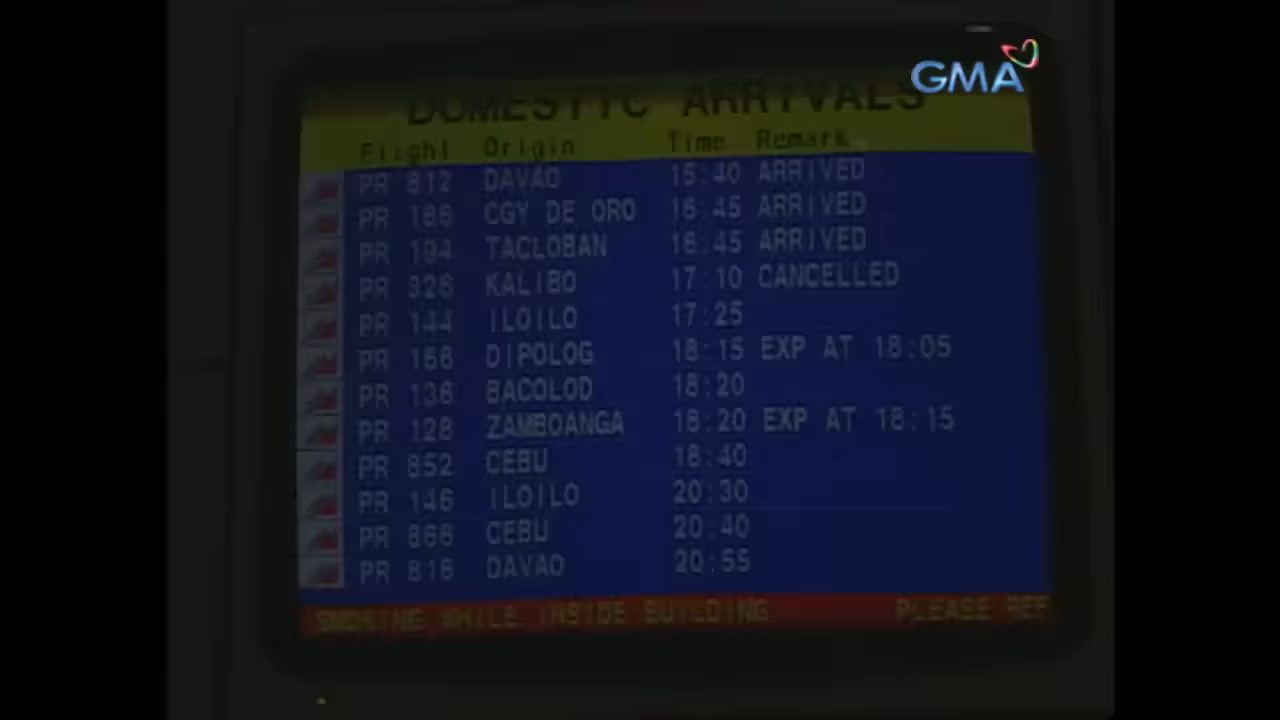 GMA
DOMESTIC ARRIVALS
Flight Origin Time Remark
PR 812 DAVAO 15:40 ARRIVED
PR 186 CGY DE ORO 16:45 ARRIVED
PR 194 TACLOBAN 16:45 ARRIVED
PR 326 KALIBO 17:10 CANCELLED
PR 144 ILOILO 17:25
PR 166 DIPOLOG 18:15 EXP AT 18:05
PR 136 BACOLOD 18:20
PR 128 ZAMBOANGA 18:20 EXP AT 18:15
PR 852 CEBU 18:40
PR 146 ILOILO 20:30
PR 866 CEBU 20:40
PR 816 DAVAO 20:55
SMOKING WHILE INSIDE BUILDING PLEASE REF